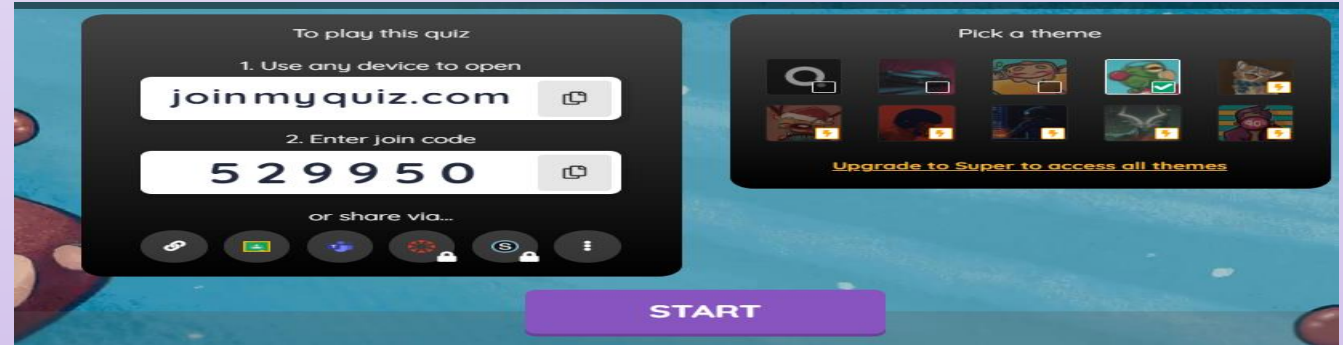 To play this quiz
1. Use any device to open
joinmyquiz.com
2. Enter join code
529950
or share via...
S
START
Pick a theme
Upgrade to Super to access all themes